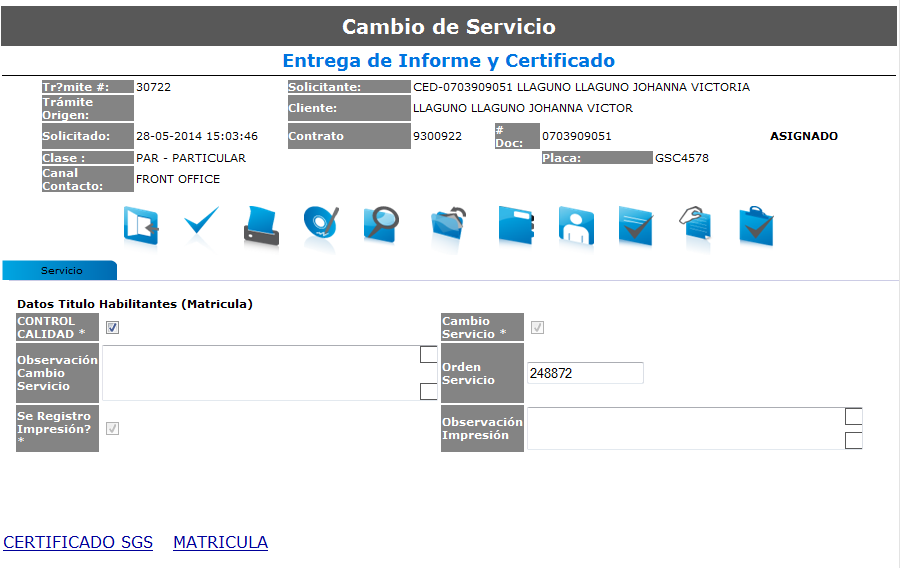 Cambio de Servicio
Entrega de Informe y Certificado
Tr?mite #: 30722 Solicitante: CED-0703909051 LLAGUNO LLAGUNO JOHANNA VICTORIA
Trámite Origen: Cliente: LLAGUNO LLAGUNO JOHANNA VICTOR
Solicitado: 28-05-2014 15:03:46 Contrato 9300922 # Doc: 0703909051 ASIGNADO
Clase : PAR - PARTICULAR Placa: GSC4578
Canal Contacto: FRONT OFFICE
Servicio
Datos Titulo Habilitantes (Matricula)
CONTROL CALIDAD * Cambio Servicio *
Observación Cambio Servicio Orden Servicio 248872
Se Registro Impresión? * Observación Impresión
CERTIFICADO SGS MATRICULA